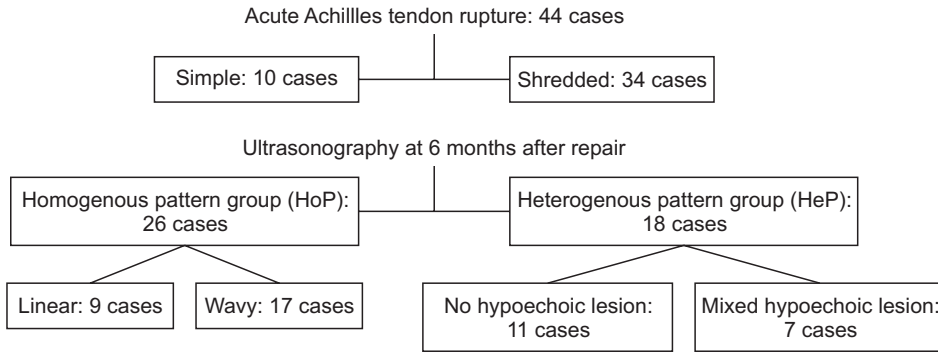 Acute Achillles tendon rupture: 44 cases
Simple: 10 cases
Shredded: 34 cases
Ultrasonography at 6 months after repair
Homogenous pattern group (HoP):
26 cases
Heterogenous pattern group (HeP):
18 cases
Linear: 9 cases
Wavy: 17 cases
No hypoechoic lesion:
11 cases
Mixed hypoechoic lesion:
7 cases